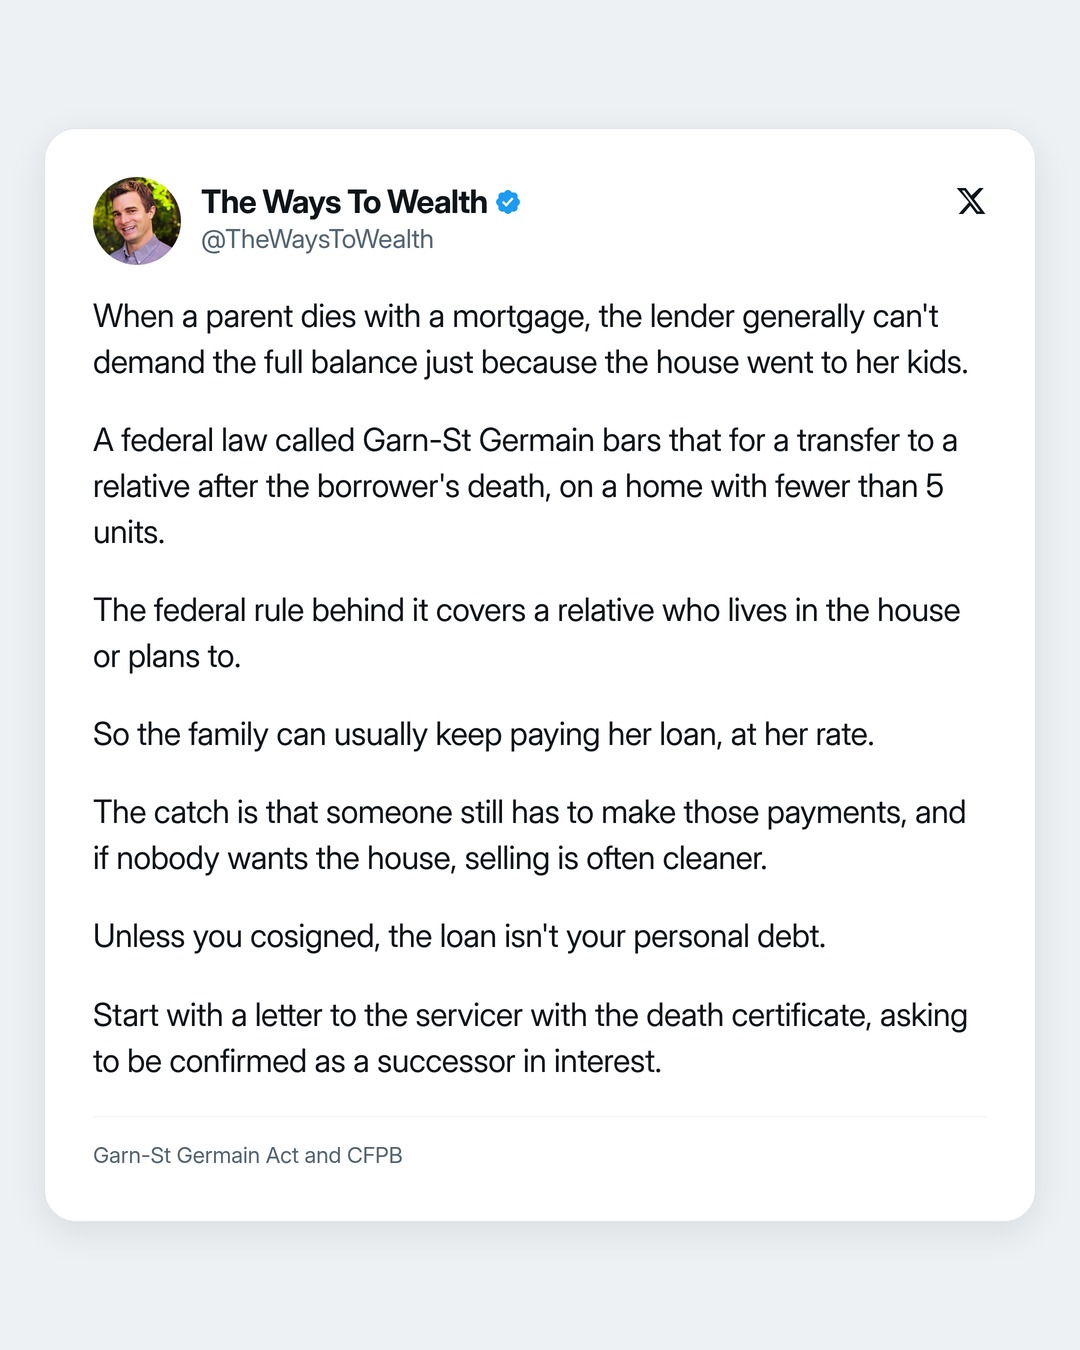 The Ways To Wealth
@TheWaysToWealth
When a parent dies with a mortgage, the lender generally can't
demand the full balance just because the house went to her kids.
A federal law called Garn-St Germain bars that for a transfer to a
relative after the borrower's death, on a home with fewer than 5
units.
The federal rule behind it covers a relative who lives in the house
or plans to.
So the family can usually keep paying her loan, at her rate.
The catch is that someone still has to make those payments, and
if nobody wants the house, selling is often cleaner.
Unless you cosigned, the loan isn't your personal debt.
Start with a letter to the servicer with the death certificate, asking
to be confirmed as a successor in interest.
Garn-St Germain Act and CFPB